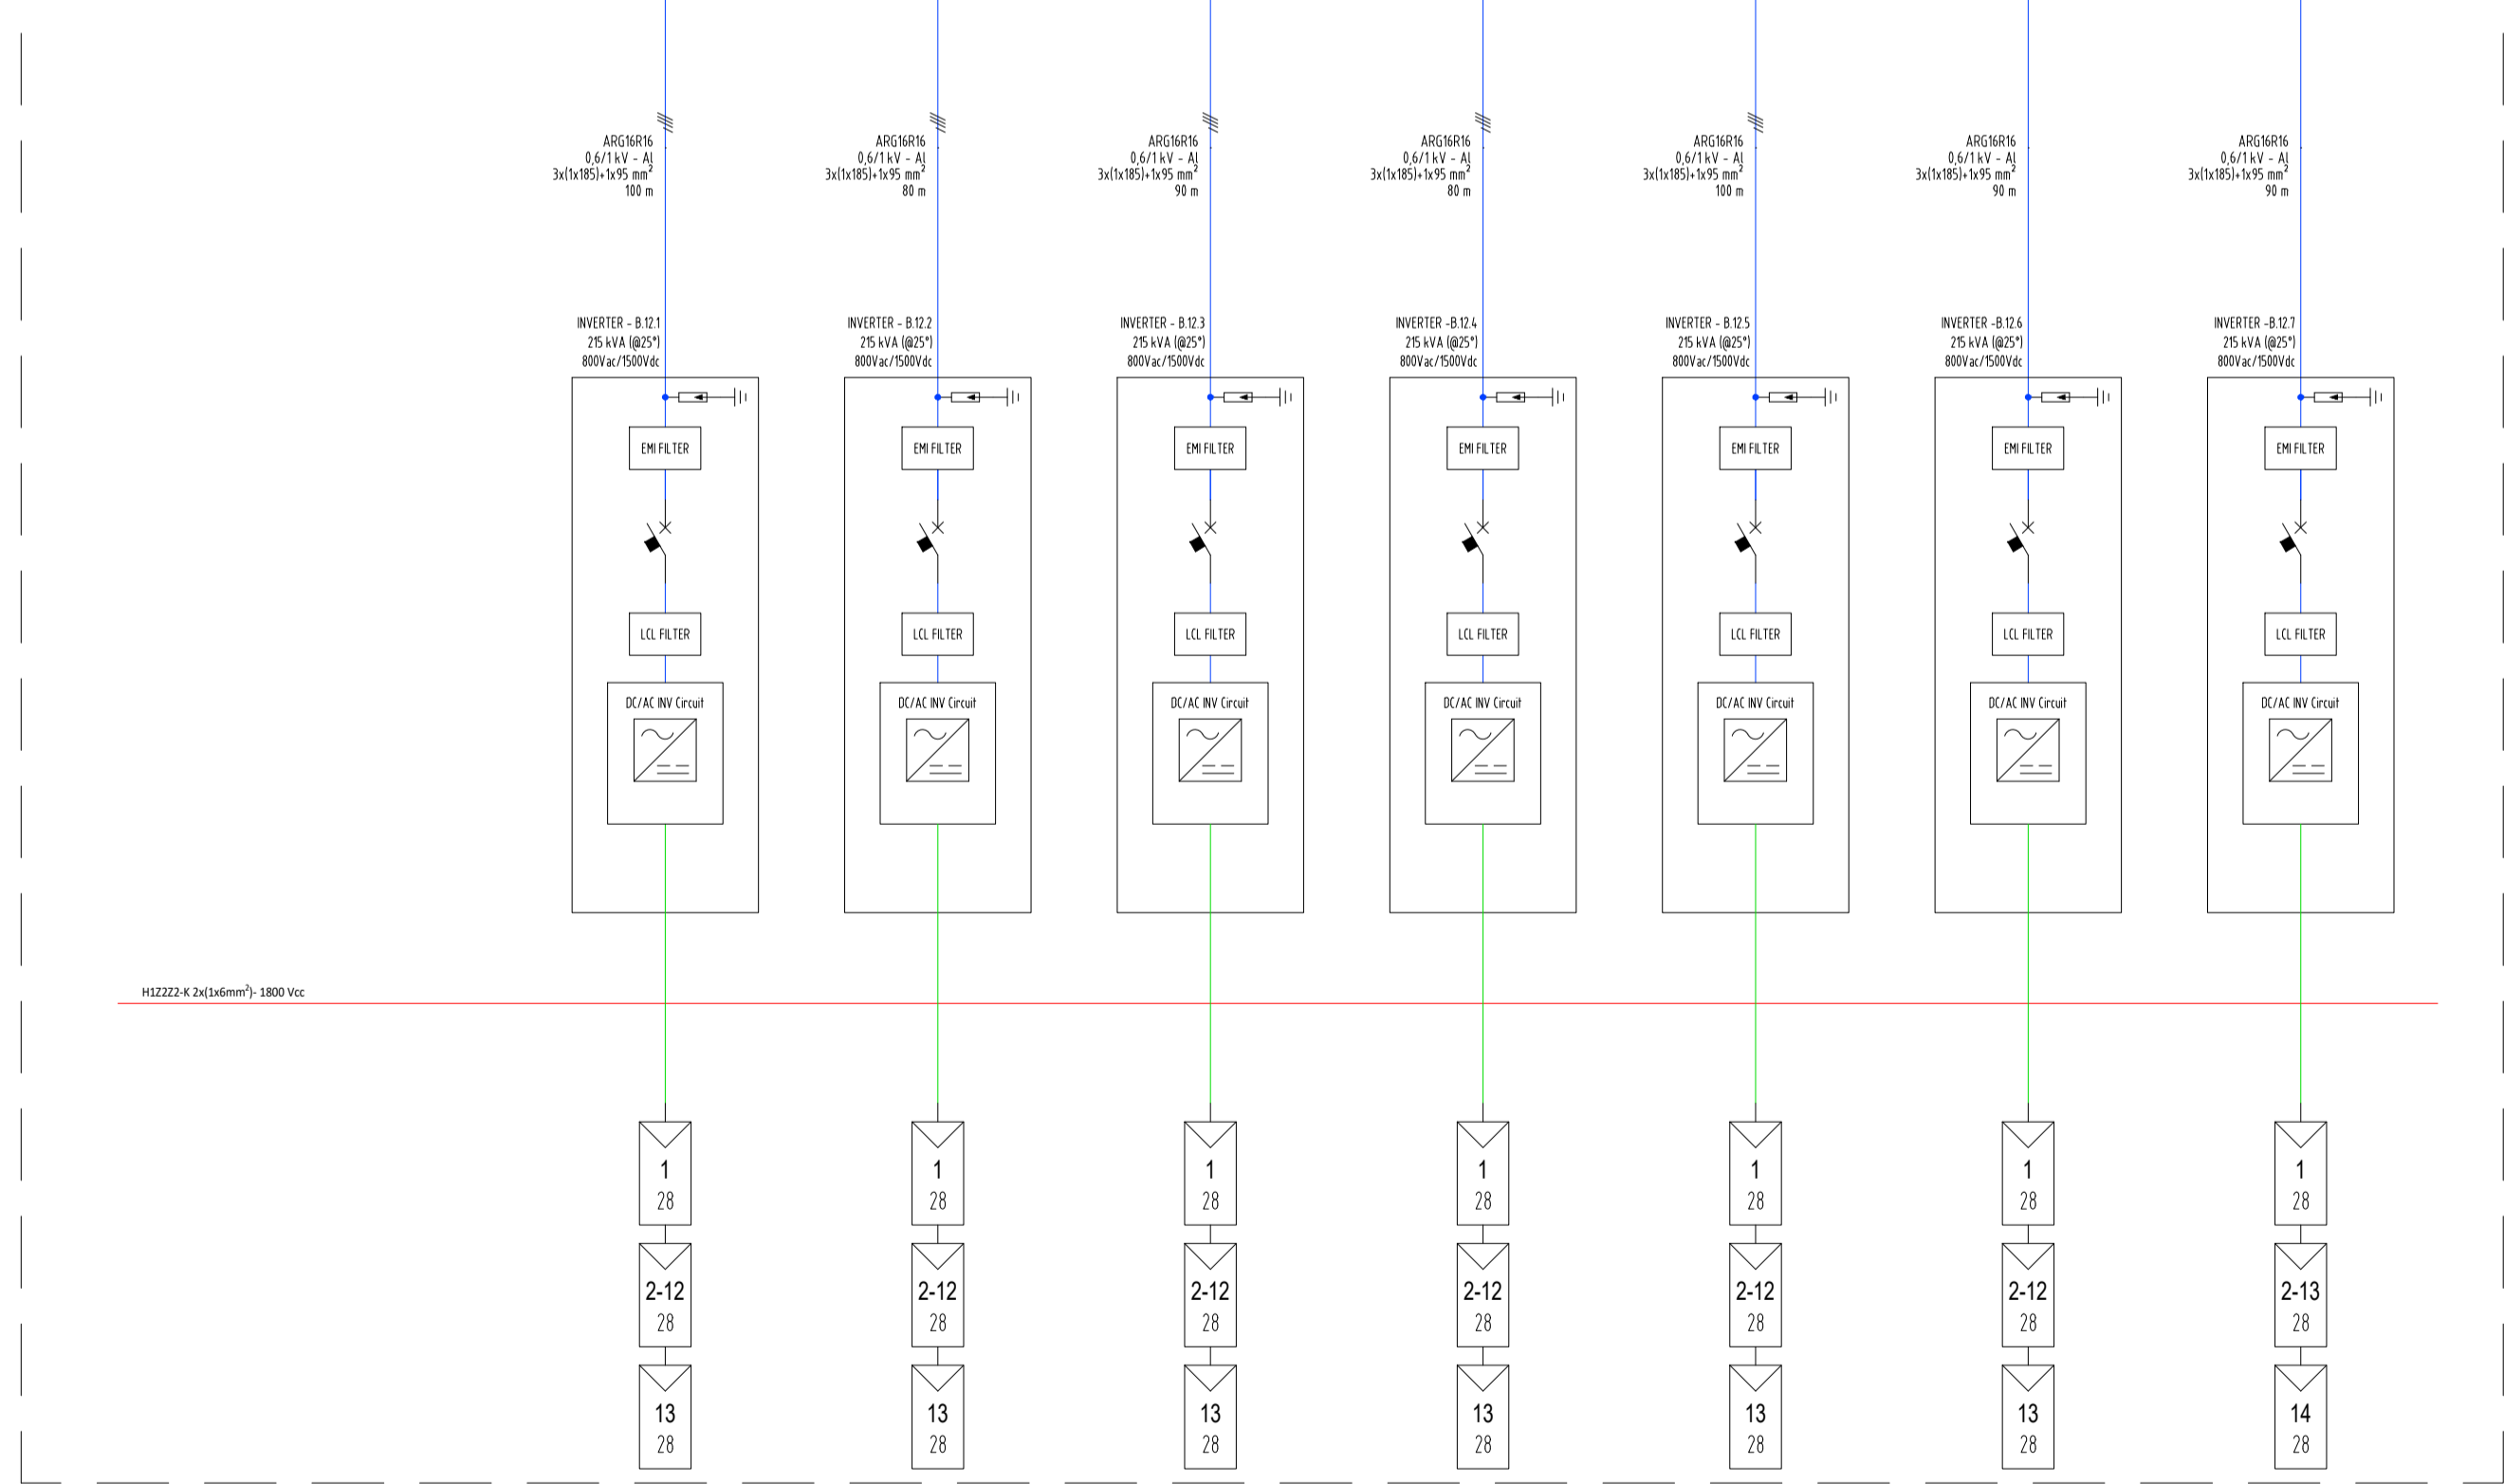 ARG16R16
0,6/1 kV - Al
3x(1x185)+1x95 mm²
100 m
ARG16R16
0,6/1 kV - Al
3x(1x185)+1x95 mm²
80 m
ARG16R16
0,6/1 kV - Al
3x(1x185)+1x95 mm²
90 m
ARG16R16
0,6/1 kV - Al
3x(1x185)+1x95 mm²
80 m
ARG16R16
0,6/1 kV - Al
3x(1x185)+1x95 mm²
100 m
ARG16R16
0,6/1 kV - Al
3x(1x185)+1x95 mm²
90 m
ARG16R16
0,6/1 kV - Al
3x(1x185)+1x95 mm²
90 m
INVERTER - B.12.1
215 kVA (@25°)
800Vac/1500Vdc
INVERTER - B.12.2
215 kVA (@25°)
800Vac/1500Vdc
INVERTER - B.12.3
215 kVA (@25°)
800Vac/1500Vdc
INVERTER -B.12.4
215 kVA (@25°)
800Vac/1500Vdc
INVERTER - B.12.5
215 kVA (@25°)
800Vac/1500Vdc
INVERTER -B.12.6
215 kVA (@25°)
800Vac/1500Vdc
INVERTER -B.12.7
215 kVA (@25°)
800Vac/1500Vdc
EMI FILTER
EMI FILTER
EMI FILTER
EMI FILTER
EMI FILTER
EMI FILTER
EMI FILTER
LCL FILTER
LCL FILTER
LCL FILTER
LCL FILTER
LCL FILTER
LCL FILTER
LCL FILTER
DC/AC INV Circuit
DC/AC INV Circuit
DC/AC INV Circuit
DC/AC INV Circuit
DC/AC INV Circuit
DC/AC INV Circuit
DC/AC INV Circuit
H1Z2Z2-K 2x(1x6mm²)- 1800 Vcc
1
28
1
28
1
28
1
28
1
28
1
28
1
28
2-12
28
2-12
28
2-12
28
2-12
28
2-12
28
2-12
28
2-13
28
13
28
13
28
13
28
13
28
13
28
13
28
14
28